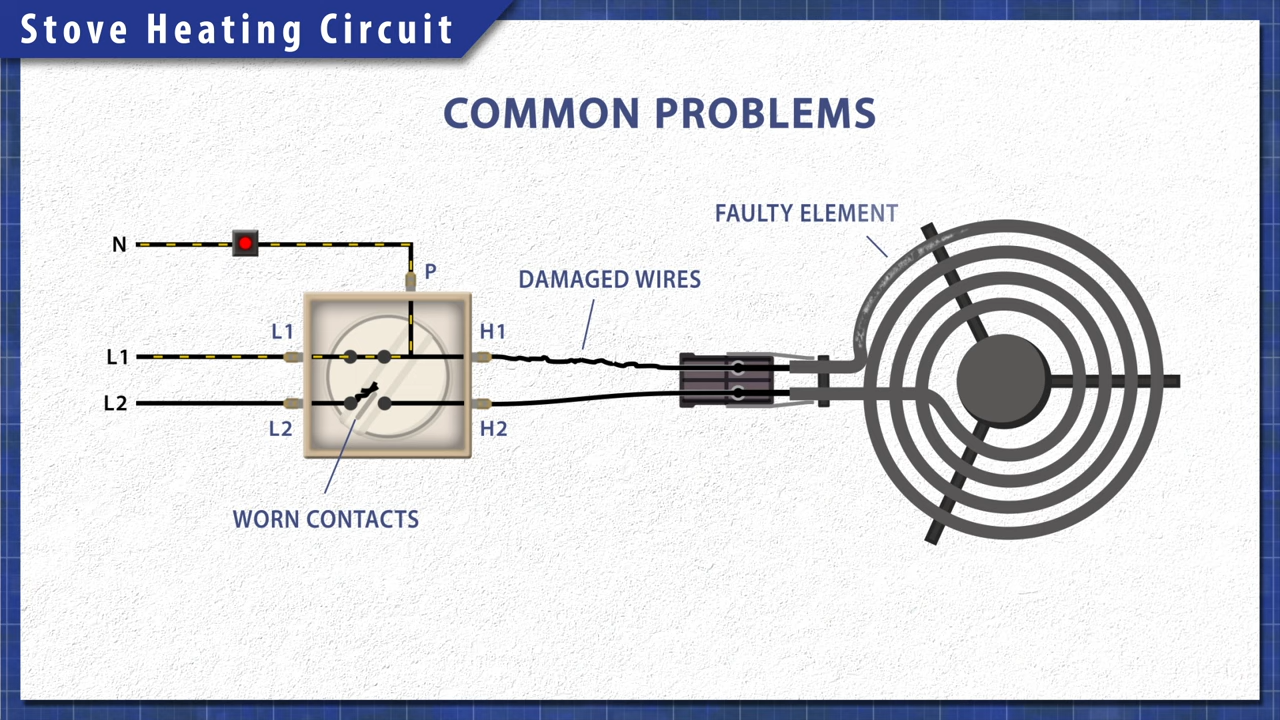 Stove Heating Circuit
COMMON PROBLEMS
FAULTY ELEMENT
N
P
DAMAGED WIRES
L1
H1
L1
L2
L2
H2
WORN CONTACTS